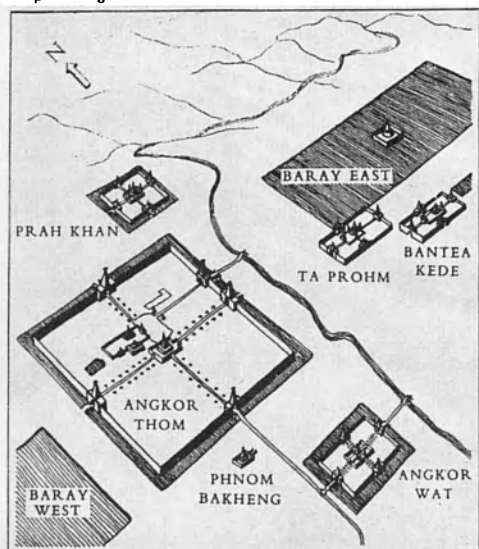 N
BARAY EAST
PRAH KHAN
TA PROHM
BANTEA
KEDE
ANGKOR
THOM
PHNOM
BAKHENG
ANGKOR
WAT
BARAY
WEST